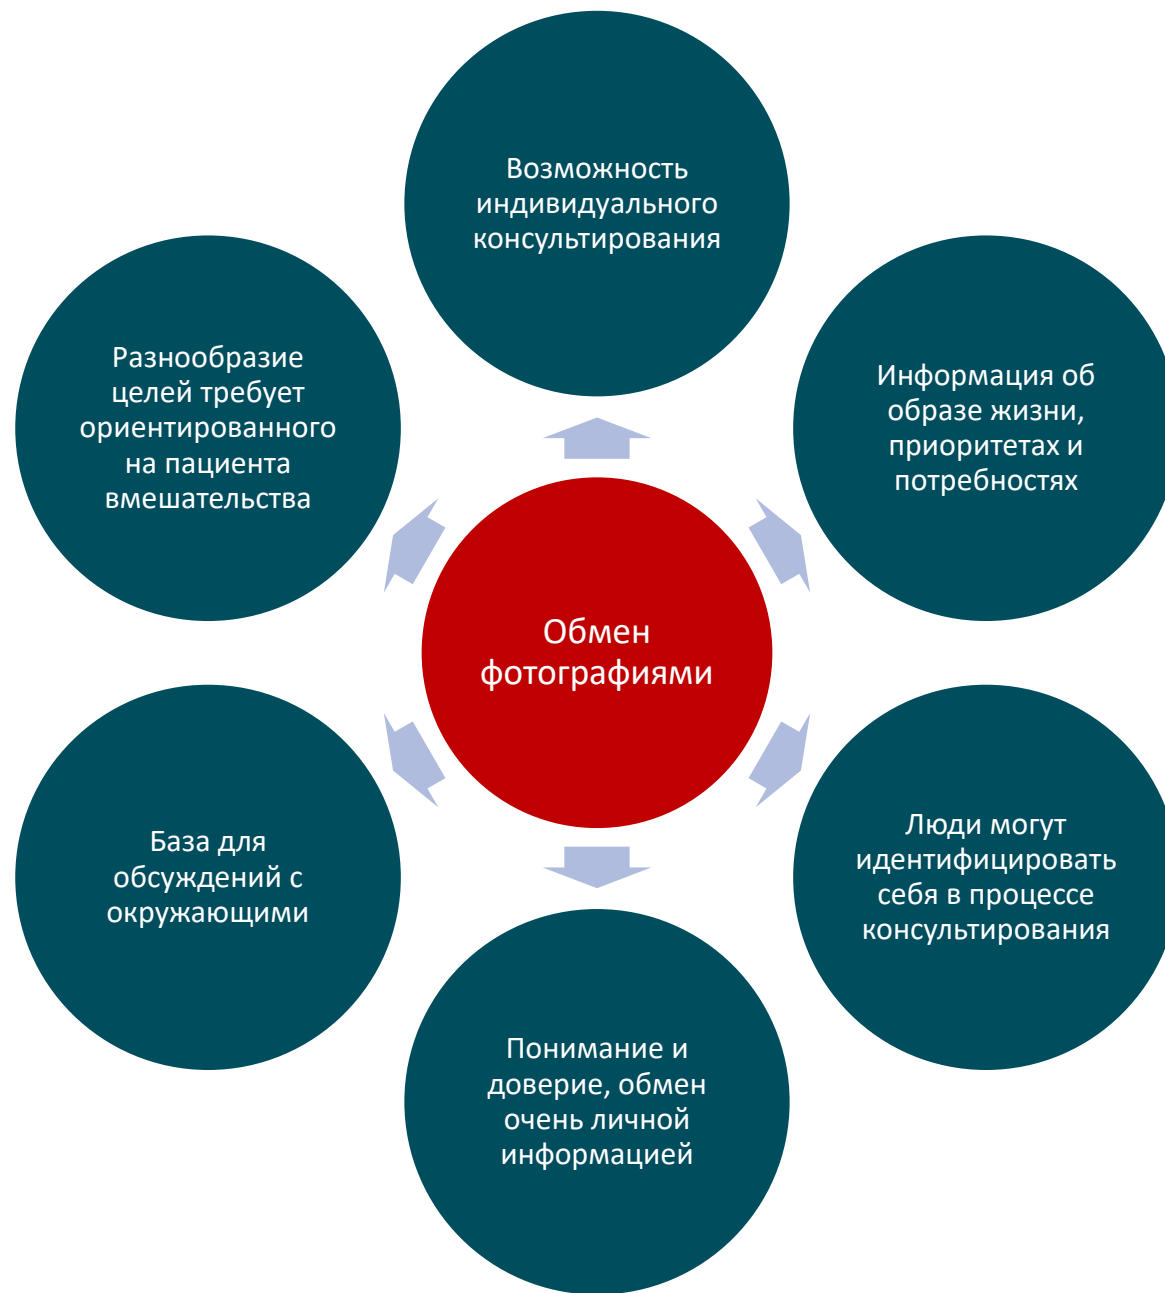 Возможность
индивидуального
консультирования
Разнообразие
целей требует
ориентированного
на пациента
вмешательства
Информация об
образе жизни,
приоритетах и
потребностях
Обмен
фотографиями
База для
обсуждений с
окружающими
Люди могут
идентифицировать
себя в процессе
консультирования
Понимание и
доверие, обмен
очень личной
информацией